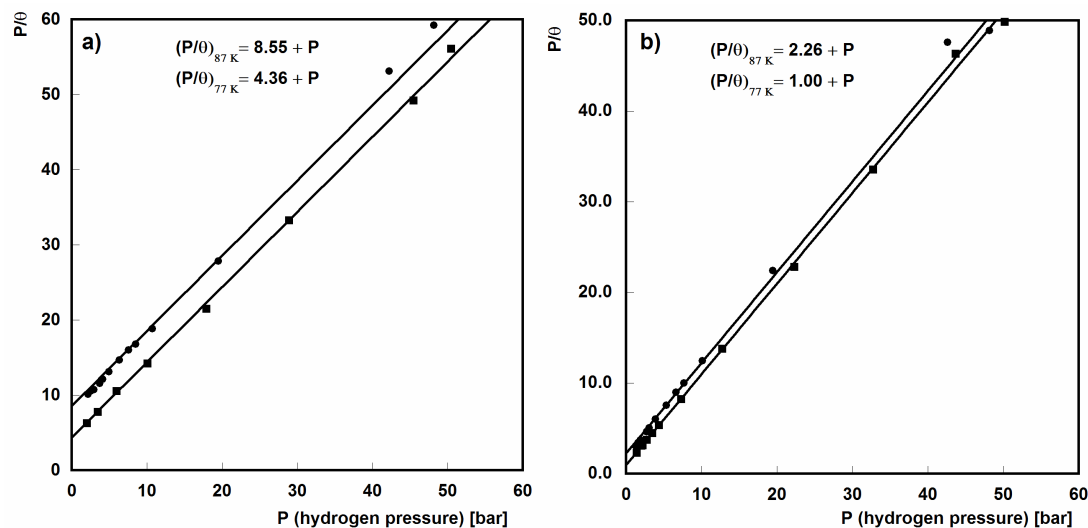 P/θ
60
50
40
30
20
10
0
a)
(P/θ)87 K= 8.55 + P
(P/θ)77 K= 4.36 + P
0 10 20 30 40 50 60
P (hydrogen pressure) [bar]
P/θ
50.0
40.0
30.0
20.0
10.0
0.0
b)
(P/θ)87 K= 2.26 + P
(P/θ)77 K= 1.00 + P
0 10 20 30 40 50 60
P (hydrogen pressure) [bar]